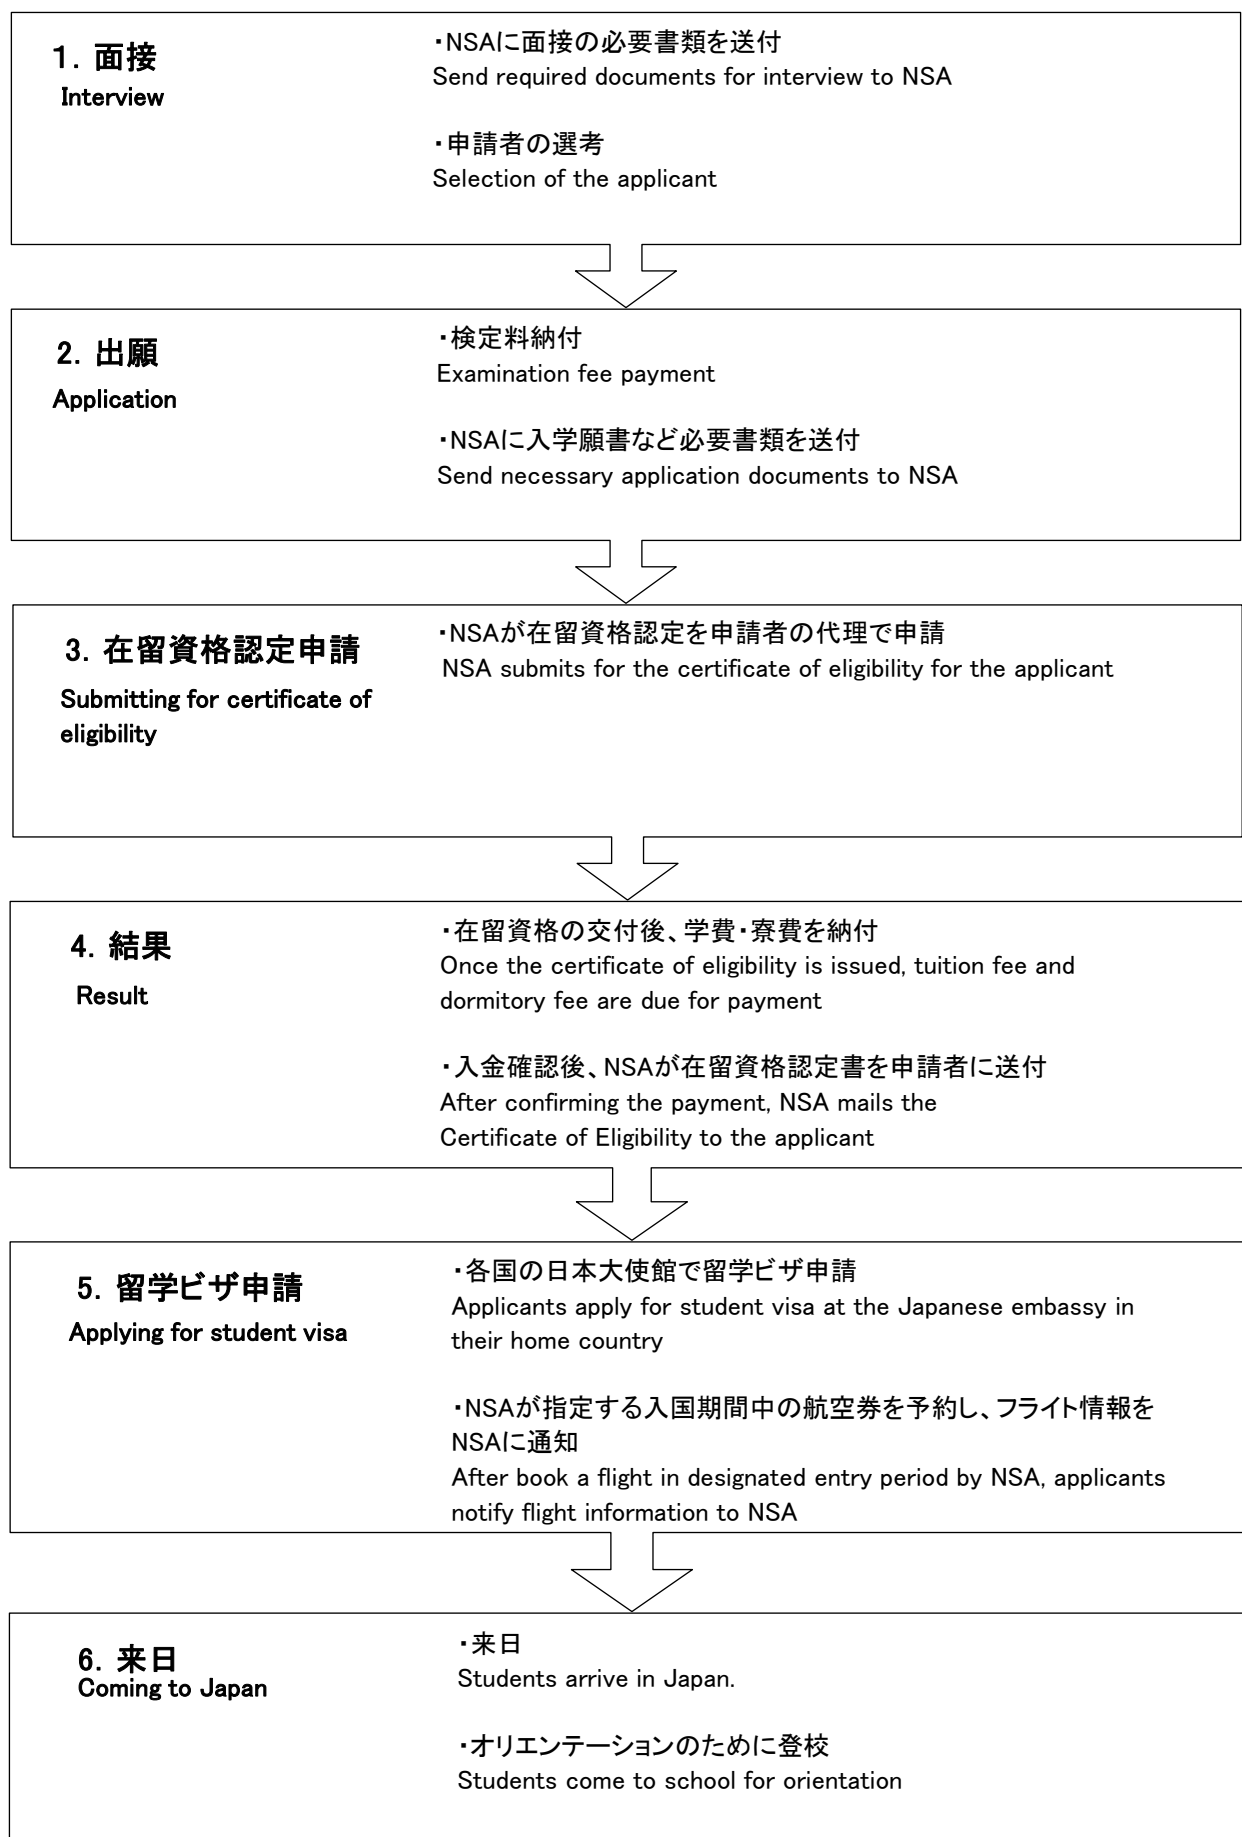 １．面接
Interview
・NSAに面接の必要書類を送付
Send required documents for interview to NSA
・申請者の選考
Selection of the applicant
2．出願
Application
・検定料納付
Examination fee payment
・NSAに入学願書など必要書類を送付
Send necessary application documents to NSA
3．在留資格認定申請
Submitting for certificate of
eligibility
・NSAが在留資格認定を申請者の代理で申請
NSA submits for the certificate of eligibility for the applicant
4．結果
Result
・在留資格の交付後、学費・寮費を納付
Once the certificate of eligibility is issued, tuition fee and
dormitory fee are due for payment
・入金確認後、NSAが在留資格認定書を申請者に送付
After confirming the payment, NSA mails the
Certificate of Eligibility to the applicant
5．留学ビザ申請
Applying for student visa
・各国の日本大使館で留学ビザ申請
Applicants apply for student visa at the Japanese embassy in
their home country
・NSAが指定する入国期間中の航空券を予約し、フライト情報を
NSAに通知
After book a flight in designated entry period by NSA, applicants
notify flight information to NSA
6．来日
Coming to Japan
・来日
Students arrive in Japan.
・オリエンテーションのために登校
Students come to school for orientation